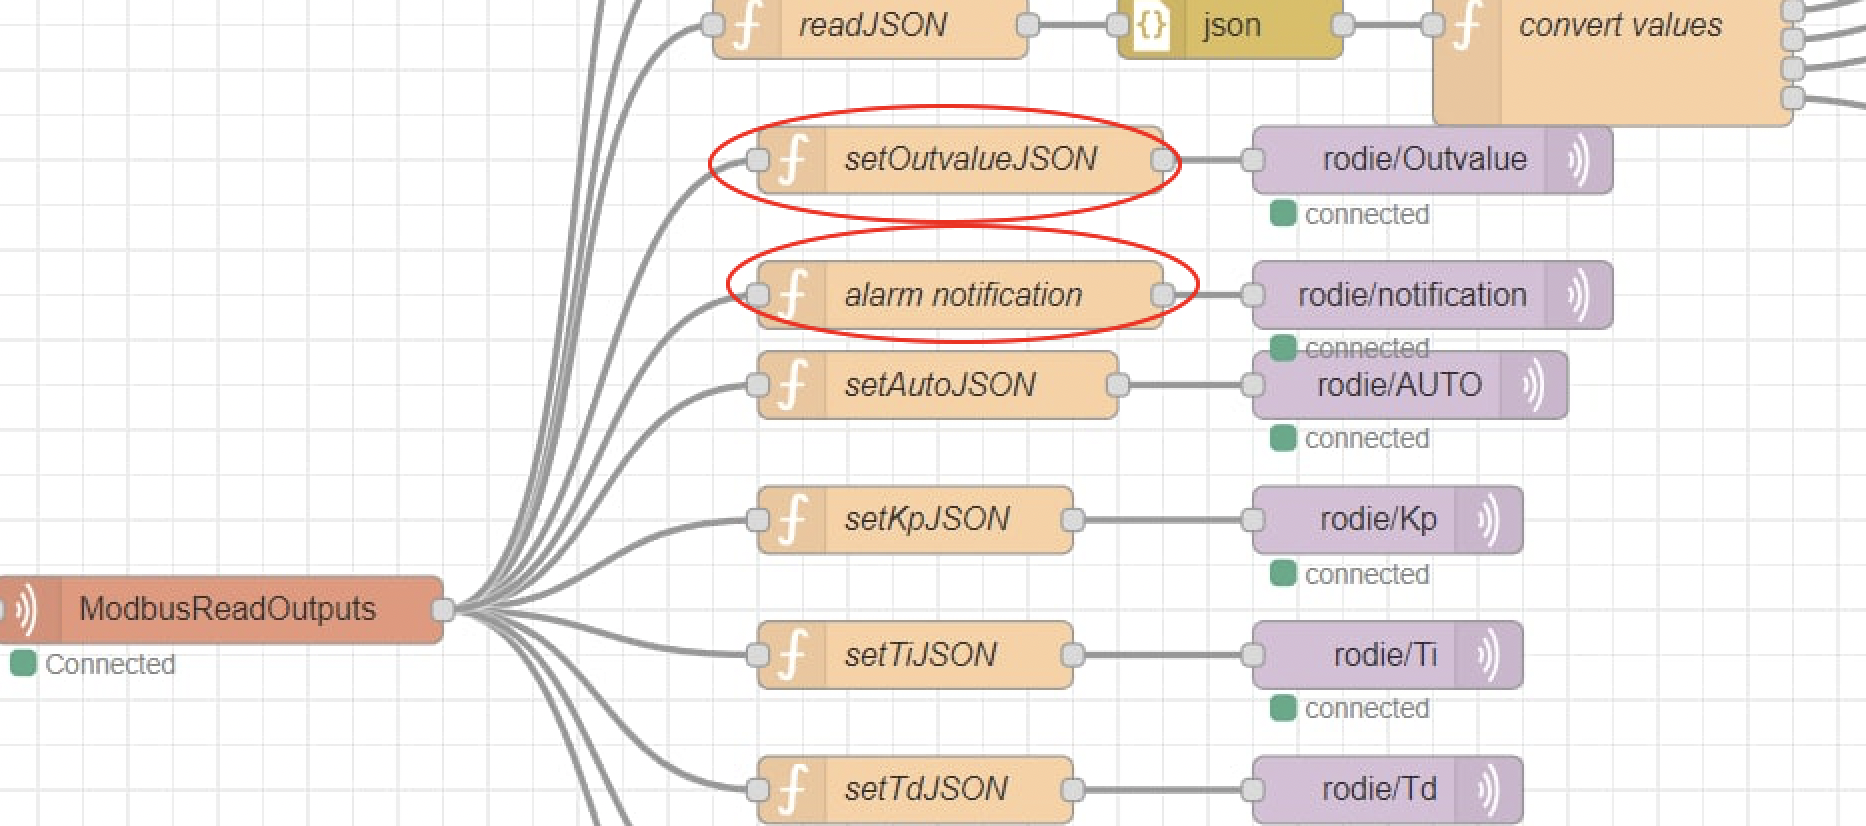 readJSON
json
convert values
setOutvalueJSON
rodie/Outvalue
connected
alarm notification
rodie/notification
connected
setAutoJSON
rodie/AUTO
connected
setKpJSON
rodie/Kp
connected
ModbusReadOutputs
Connected
setTiJSON
rodie/Ti
connected
setTdJSON
rodie/Td